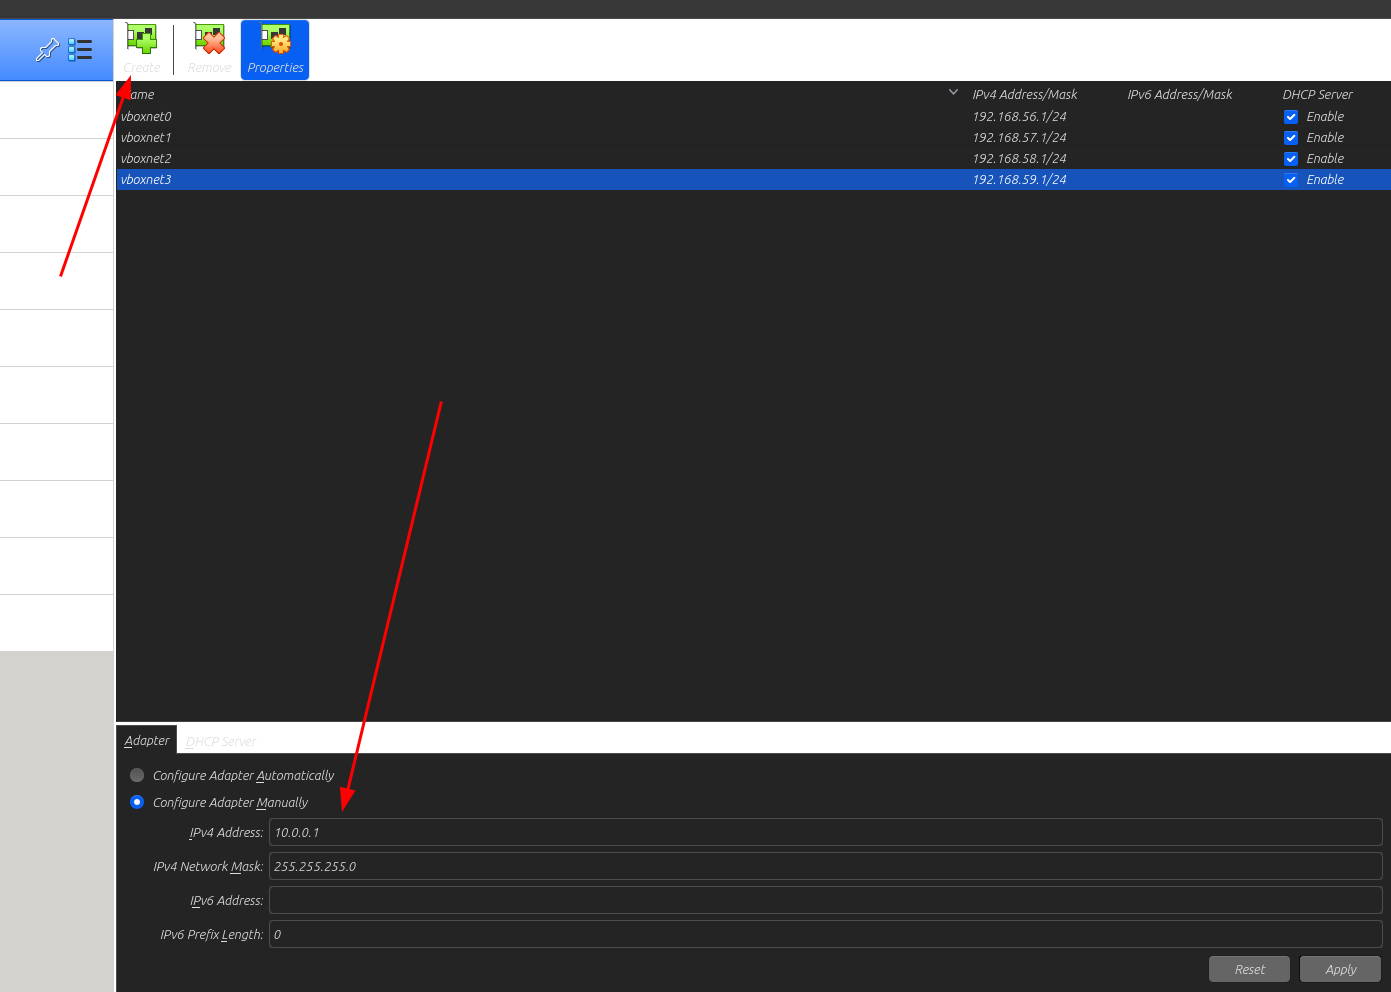 Create Remove Properties
ame IPv4 Address/Mask IPv6 Address/Mask DHCP Server
vboxnet0 192.168.56.1/24 Enable
vboxnet1 192.168.57.1/24 Enable
vboxnet2 192.168.58.1/24 Enable
vboxnet3 192.168.59.1/24 Enable
Adapter DHCP Server
Configure Adapter Automatically
Configure Adapter Manually
IPv4 Address: 10.0.0.1
IPv4 Network Mask: 255.255.255.0
IPv6 Address:
IPv6 Prefix Length: 0
Reset Apply